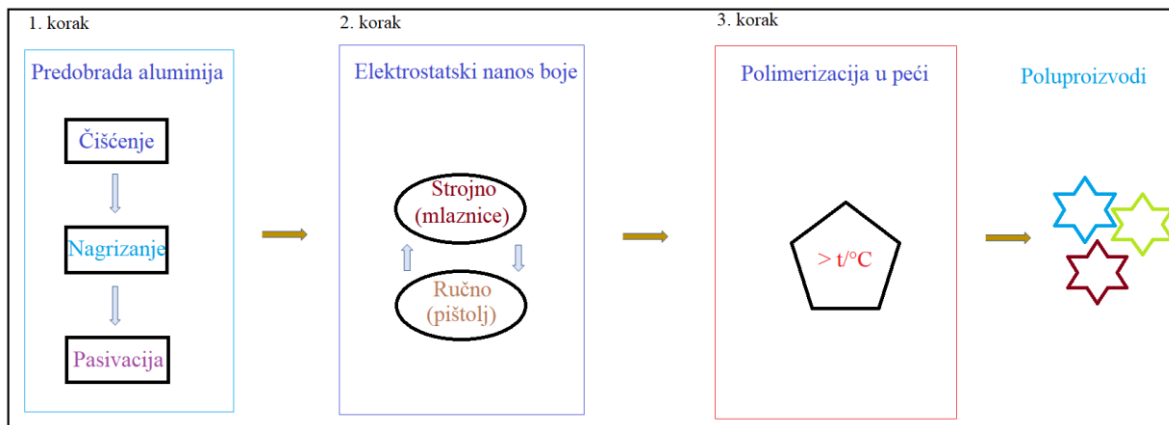 1. korak
Predobrada aluminija
Čišćenje
Nagrizanje
Pasivacija
2. korak
Elektrostatski nanos boje
Strojno
(mlaznice)
Ručno
(pištolj)
3. korak
Polimerizacija u peći
> t/°C
Poluproizvodi